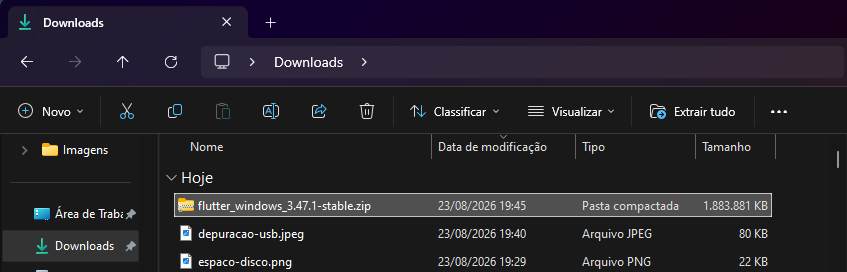 Downloads
Downloads
Novo Classificar Visualizar Extrair tudo
Imagens
Nome Data de modificação Tipo Tamanho
Hoje
flutter_windows_3.47.1-stable.zip 23/08/2026 19:45 Pasta compactada 1.883.881 KB
Área de Traba
depuracao-usb.jpeg 23/08/2026 19:40 Arquivo JPEG 80 KB
Downloads
espaco-disco.png 23/08/2026 19:29 Arquivo PNG 22 KB